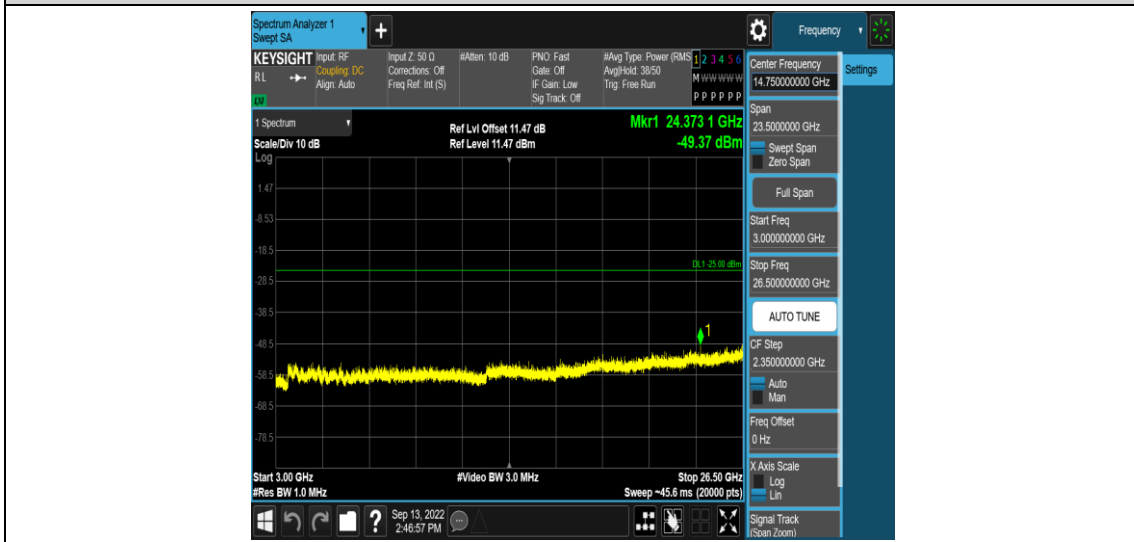 Spectrum Analyzer 1
Swept SA
+
Frequency
KEYSIGHT
RL
Input: RF
Coupling: DC
Align: Auto
Input Z: 50 Ω
Corrections: Off
Freq Ref: Int (S)
#Atten: 10 dB
PNO: Fast
Gate: Off
IF Gain: Low
Sig Track: Off
#Avg Type: Power (RMS
Avg|Hold: 38/50
Trig: Free Run
1 2 3 4 5 6
M W W W W W
P P P P P P
Center Frequency
14.750000000 GHz
Settings
Span
23.5000000 GHz
Swept Span
Zero Span
Full Span
Start Freq
3.000000000 GHz
Stop Freq
26.500000000 GHz
AUTO TUNE
CF Step
2.350000000 GHz
Auto
Man
Freq Offset
0 Hz
X Axis Scale
Log
Lin
Signal Track
(Span Zoom)
1 Spectrum
Scale/Div 10 dB
Log
Ref Lvl Offset 11.47 dB
Ref Level 11.47 dBm
Mkr1 24.373 1 GHz
-49.37 dBm
1.47
-8.53
-18.5
DL1 -25.00 dBm
-28.5
-38.5
1
-48.5
-58.5
-68.5
-78.5
Start 3.00 GHz
#Video BW 3.0 MHz
Stop 26.50 GHz
#Res BW 1.0 MHz
Sweep ~45.6 ms (20000 pts)
?
Sep 13, 2022
2:46:57 PM